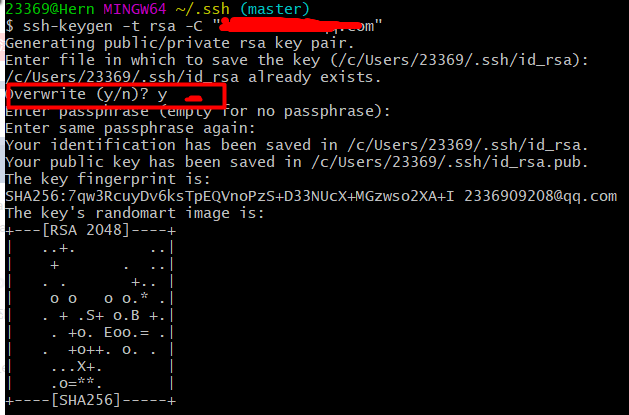 23369@Hern MINGW64 ~/.ssh (master)
$ ssh-keygen -t rsa -C "com"
Generating public/private rsa key pair.
Enter file in which to save the key (/c/Users/23369/.ssh/id_rsa):
/c/Users/23369/.ssh/id_rsa already exists.
Overwrite (y/n)? y
Enter passphrase (empty for no passphrase):
Enter same passphrase again:
Your identification has been saved in /c/Users/23369/.ssh/id_rsa.
Your public key has been saved in /c/Users/23369/.ssh/id_rsa.pub.
The key fingerprint is:
SHA256:7qw3RcuyDv6ksTpEQVnoPzS+D33NUcX+MGzwso2XA+I 2336909208@qq.com
The key's randomart image is:
+---[RSA 2048]----+
|   ..+.        ..|
|    +       .  ..|
|   . .      +.. |
|    o o   o o.* .|
|   . + .S+ o.B +.|
|    . +o. Eoo.= .|
|   .  +o++. o. . |
|    ...X+.       |
|    .o=**.       |
+----[SHA256]-----+